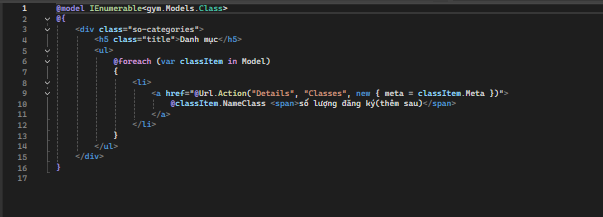 1 @model IEnumerable<gym.Models.Class>
2 @{
3 <div class="so-categories">
4 <h5 class="title">Danh mục</h5>
5 <ul>
6 @foreach (var classItem in Model)
7 {
8 <li>
9 <a href="@Url.Action("Details", "Classes", new { meta = classItem.Meta })">
10 @classItem.NameClass <span>số lượng đăng ký(thêm sau)</span>
11 </a>
12 </li>
13 }
14 </ul>
15 </div>
16 }
17